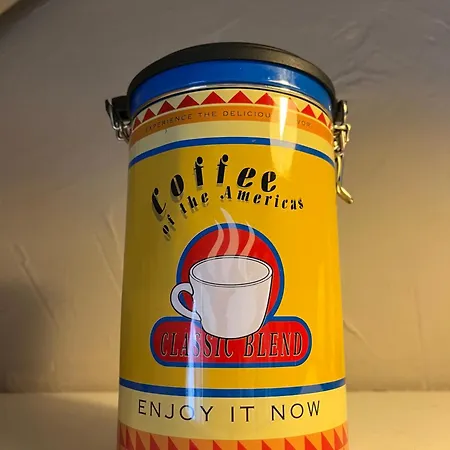 EXPERIENCE THE DELICIOUS
Coffee
of the Americas
CLASSIC BLEND
ENJOY IT NOW